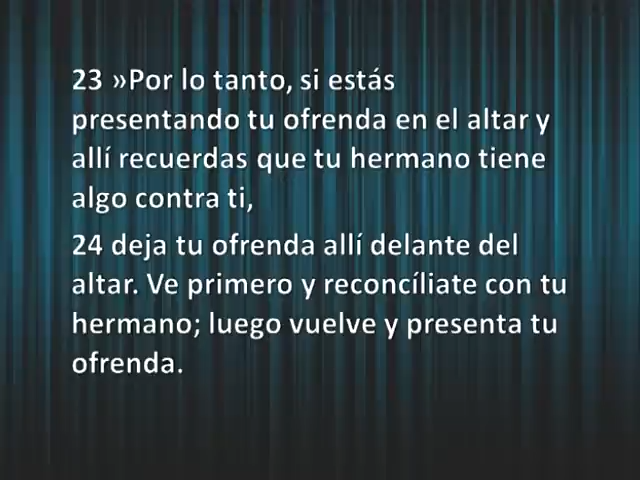 23 »Por lo tanto, si estás
presentando tu ofrenda en el altar y
allí recuerdas que tu hermano tiene
algo contra ti,
24 deja tu ofrenda allí delante del
altar. Ve primero y reconcíliate con tu
hermano; luego vuelve y presenta tu
ofrenda.